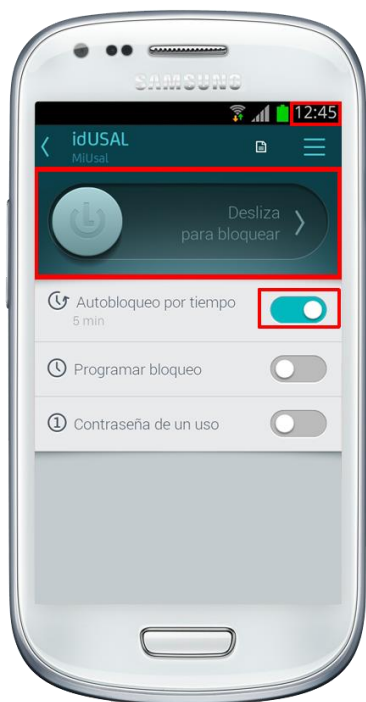 SAMSUNG
12:45
idUSAL
MiUsal
Desliza
para bloquear
Autobloqueo por tiempo
5 min
Programar bloqueo
1 Contraseña de un uso